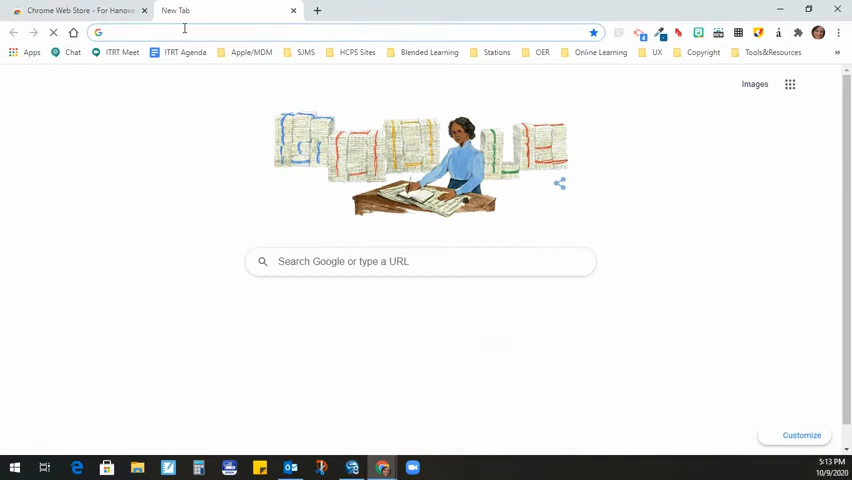 Chrome Web Store - For Hanove
New Tab
Apps Chat ITRT Meet ITRT Agenda Apple/MDM SJMS HCPS Sites Blended Learning Stations OER Online Learning UX Copyright Tools&Resources
Images
Search Google or type a URL
Customize
5:13 PM
10/9/2020